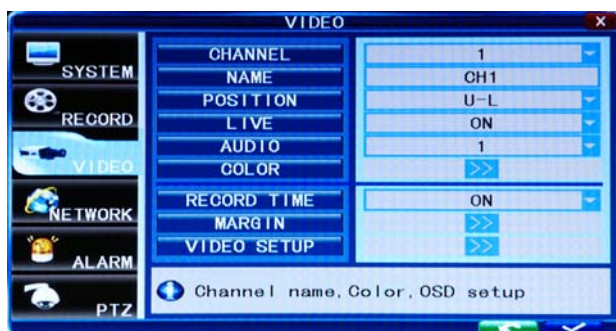 VIDEO
SYSTEM
RECORD
VIDEO
NETWORK
ALARM
PTZ
CHANNEL 1
NAME CH1
POSITION U-L
LIVE ON
AUDIO 1
COLOR >>
RECORD TIME ON
MARGIN >>
VIDEO SETUP >>
Channel name,Color,OSD setup